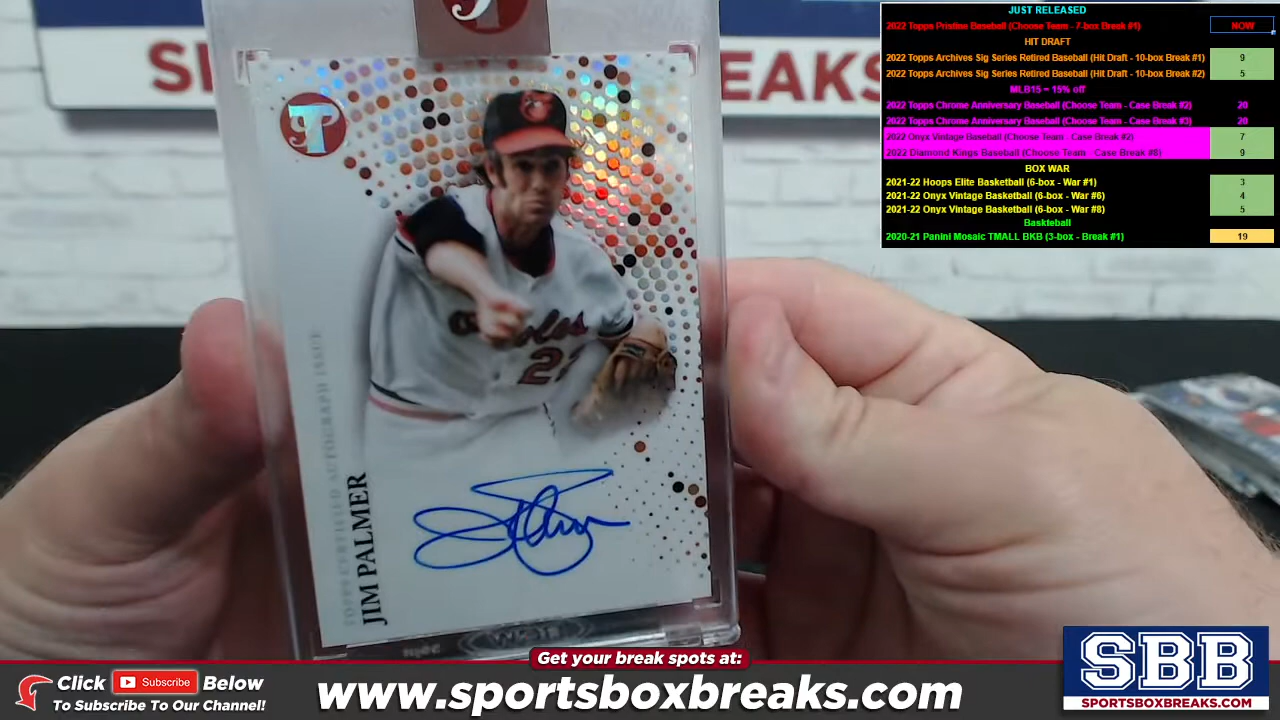 JUST RELEASED
2022 Topps Pristine Baseball (Choose Team - 7-box Break #1) NOW
HIT DRAFT
2022 Topps Archives Sig Series Retired Baseball (Hit Draft - 10-box Break #1) 9
2022 Topps Archives Sig Series Retired Baseball (Hit Draft - 10-box Break #2) 5
MLB15 = 15% off
2022 Topps Chrome Anniversary Baseball (Choose Team - Case Break #2) 20
2022 Topps Chrome Anniversary Baseball (Choose Team - Case Break #3) 20
2022 Onyx Vintage Baseball (Choose Team - Case Break #2) 7
2022 Diamond Kings Baseball (Choose Team - Case Break #8) 9
BOX WAR
2021-22 Hoops Elite Basketball (6-box - War #1) 3
2021-22 Onyx Vintage Basketball (6-box - War #6) 4
2021-22 Onyx Vintage Basketball (6-box - War #8) 5
Baskteball
2020-21 Panini Mosaic TMALL BKB (3-box - Break #1) 19
EAKS
T
TOPPS CERTIFIED AUTOGRAPH ISSUE
JIM PALMER
Get your break spots at:
Click Subscribe Below
To Subscribe To Our Channel!
www.sportsboxbreaks.com
SBB
SPORTSBOXBREAKS.COM